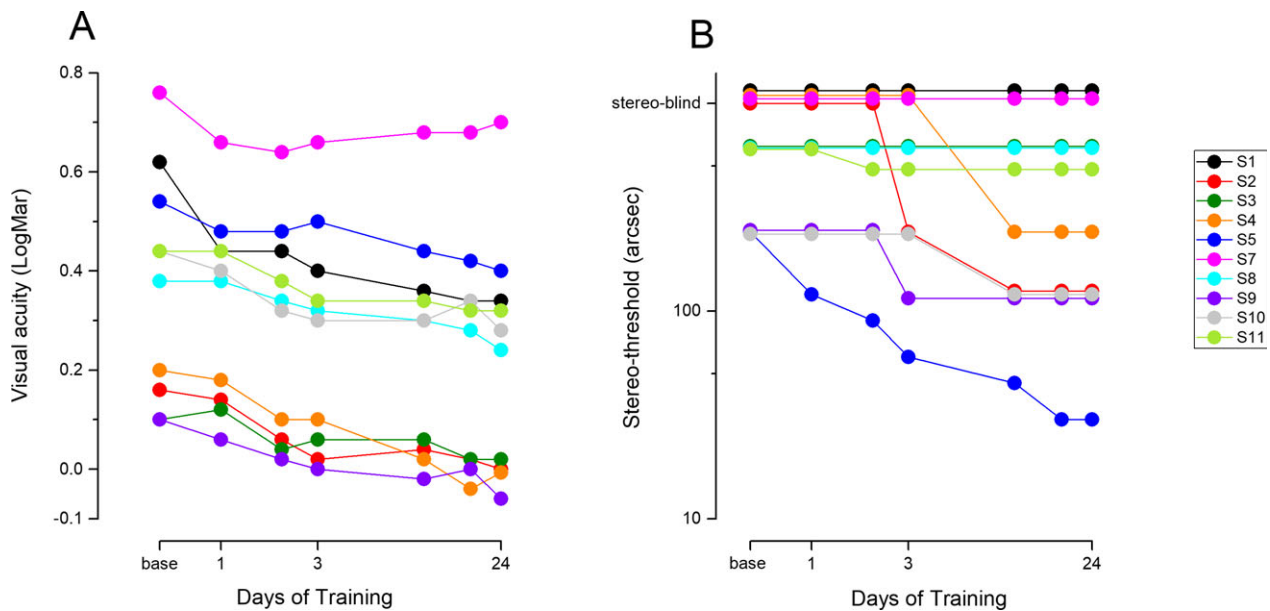 A
0.8
0.6
0.4
0.2
0.0
-0.1
Visual acuity (LogMar)
base 1 3 24
Days of Training
B
stereo-blind
100
10
Stereo-threshold (arcsec)
base 1 3 24
Days of Training
S1
S2
S3
S4
S5
S7
S8
S9
S10
S11